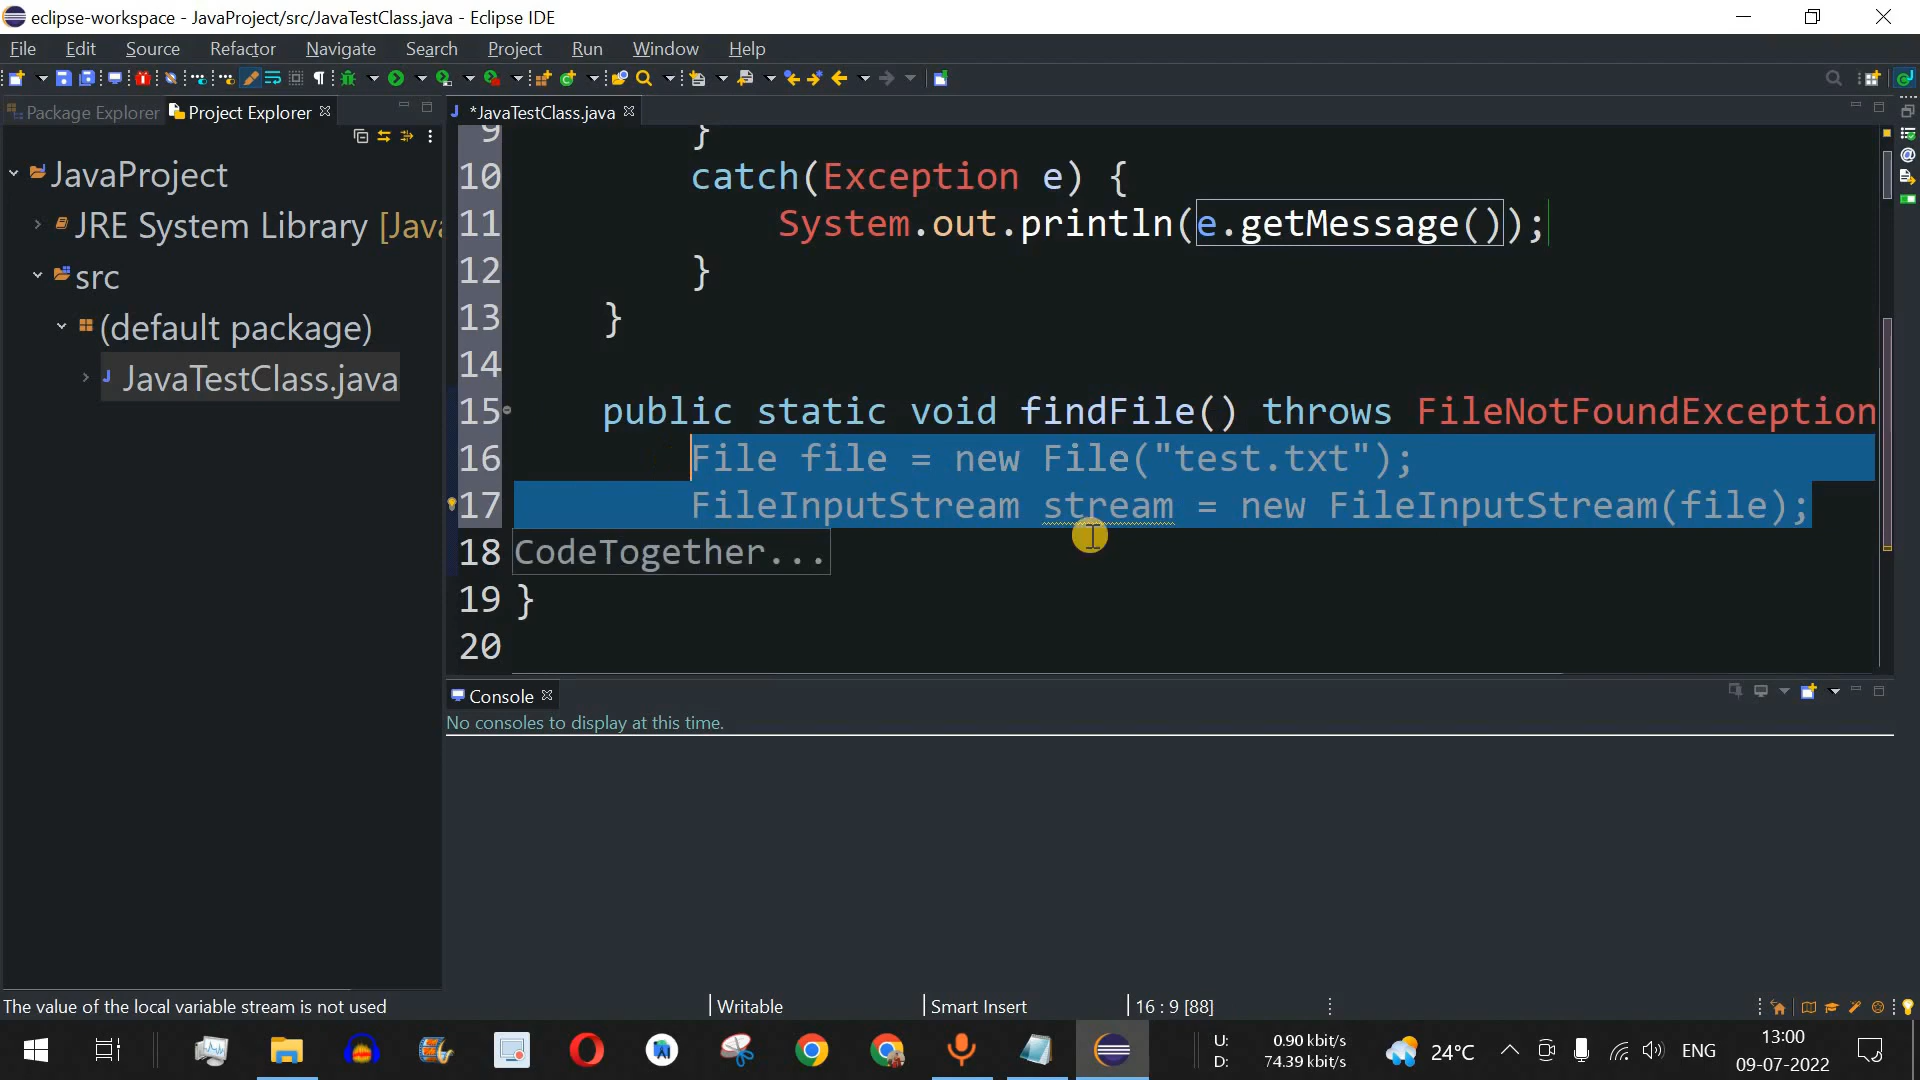 eclipse-workspace - JavaProject/src/JavaTestClass.java - Eclipse IDE
File Edit Source Refactor Navigate Search Project Run Window Help
Package Explorer Project Explorer
*JavaTestClass.java
JavaProject
JRE System Library [Java
src
(default package)
JavaTestClass.java
9 }
10 catch(Exception e) {
11 System.out.println(e.getMessage());
12 }
13 }
14
15 public static void findFile() throws FileNotFoundException
16 File file = new File("test.txt");
17 FileInputStream stream = new FileInputStream(file);
18 CodeTogether...
19 }
20
Console
No consoles to display at this time.
The value of the local variable stream is not used
Writable
Smart Insert
16 : 9 [88]
U: 0.90 kbit/s
D: 74.39 kbit/s
24°C
ENG
13:00
09-07-2022